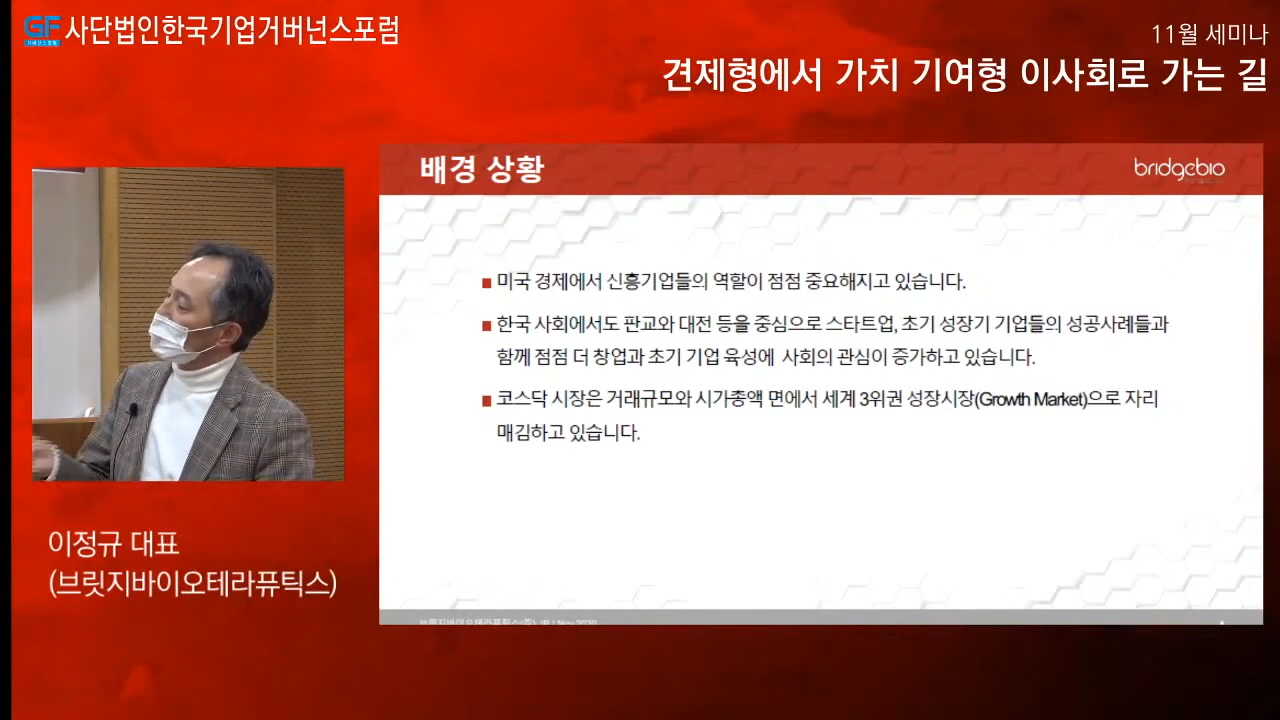 GF 사단법인한국기업거버넌스포럼
거버넌스포럼
11월 세미나
견제형에서 가치 기여형 이사회로 가는 길
배경 상황
bridgebio
■ 미국 경제에서 신흥기업들의 역할이 점점 중요해지고 있습니다.
■ 한국 사회에서도 판교와 대전 등을 중심으로 스타트업, 초기 성장기 기업들의 성공사례들과
함께 점점 더 창업과 초기 기업 육성에 사회의 관심이 증가하고 있습니다.
■ 코스닥 시장은 거래규모와 시가총액 면에서 세계 3위권 성장시장(Growth Market)으로 자리
매김하고 있습니다.
이정규 대표
(브릿지바이오테라퓨틱스)